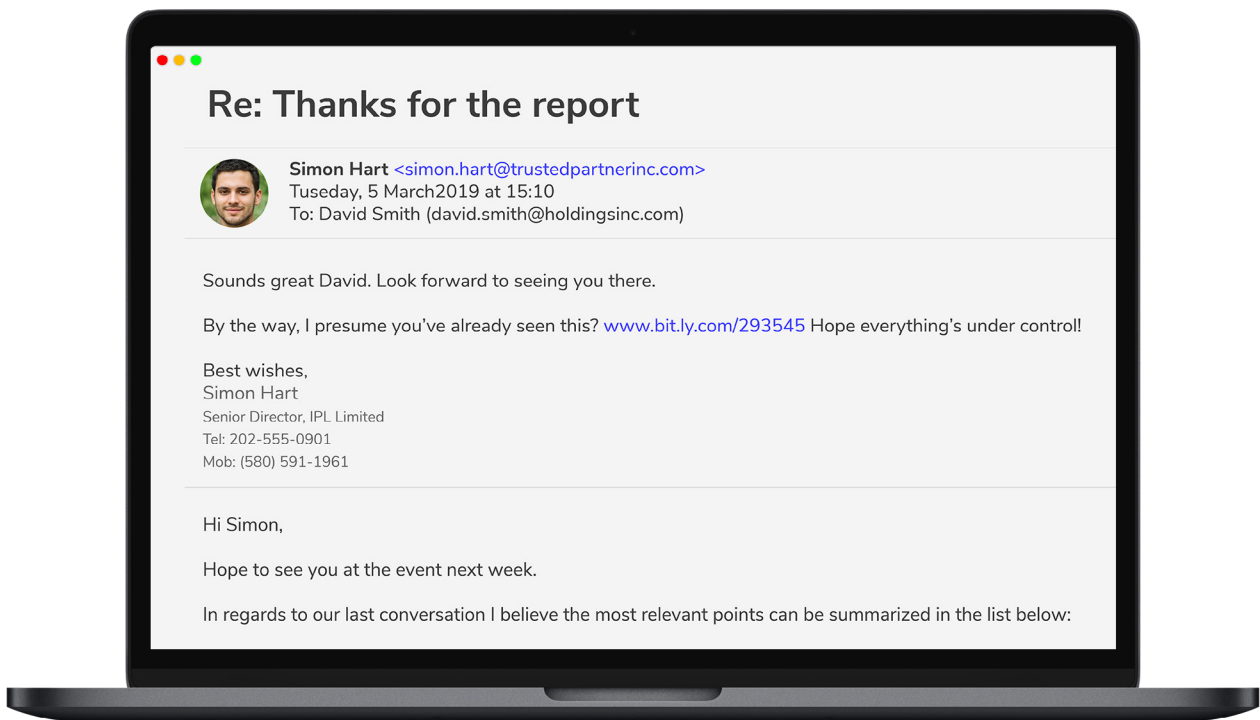 Re: Thanks for the report
Simon Hart <simon.hart@trustedpartnerinc.com>
Tuseday, 5 March2019 at 15:10
To: David Smith (david.smith@holdingsinc.com)
Sounds great David. Look forward to seeing you there.
By the way, I presume you’ve already seen this? www.bit.ly.com/293545 Hope everything’s under control!
Best wishes,
Simon Hart
Senior Director, IPL Limited
Tel: 202-555-0901
Mob: (580) 591-1961
Hi Simon,
Hope to see you at the event next week.
In regards to our last conversation I believe the most relevant points can be summarized in the list below: